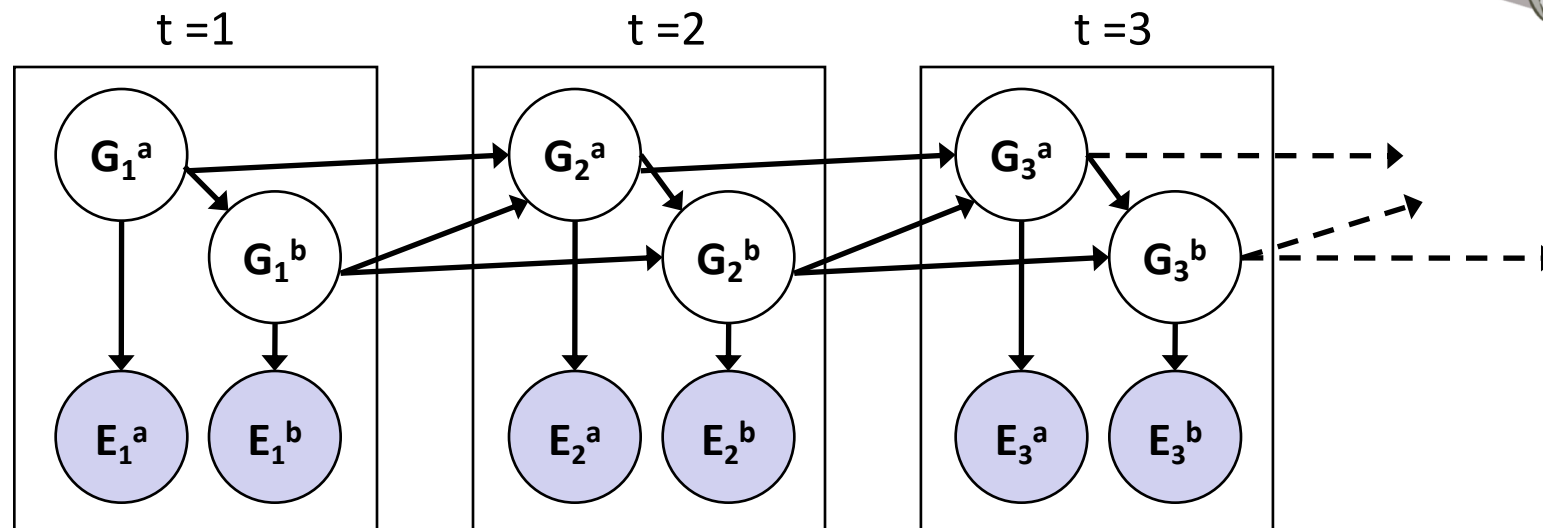 t =1 t =2 t =3
G₁ᵃ G₂ᵃ G₃ᵃ
G₁ᵇ G₂ᵇ G₃ᵇ
E₁ᵃ E₁ᵇ E₂ᵃ E₂ᵇ E₃ᵃ E₃ᵇ